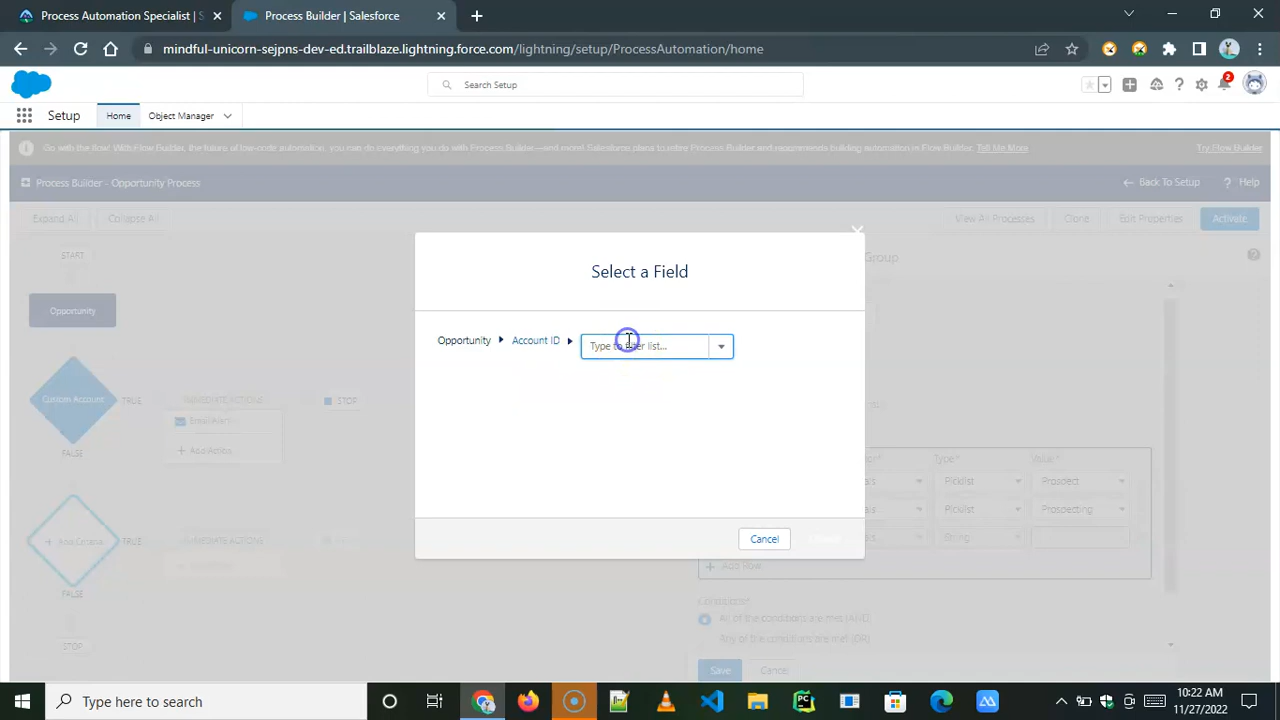 Process Automation Specialist | S
Process Builder | Salesforce
mindful-unicorn-sejpns-dev-ed.trailblaze.lightning.force.com/lightning/setup/ProcessAutomation/home
Search Setup
2
Setup
Home
Object Manager
Go with the flow! With Flow Builder, the future of low-code automation, you can do everything you do with Process Builder—and more! Salesforce plans to retire Process Builder and recommends building automation in Flow Builder. Tell Me More
Try Flow Builder
Process Builder - Opportunity Process
Back To Setup
Help
Expand All
Collapse All
View All Processes
Clone
Edit Properties
Activate
START
Opportunity
Custom Account
TRUE
IMMEDIATE ACTIONS
STOP
Email Alert
Add Action
FALSE
Add Criteria
TRUE
IMMEDIATE ACTIONS
FALSE
STOP
Group
Select a Field
Opportunity
Account ID
Type to filter list...
Cancel
Type*
Value*
Picklist
Prospect
Picklist
Prospecting
String
Add Row
Conditions*
All of the conditions are met (AND)
Any of the conditions are met (OR)
Save
Cancel
Type here to search
10:22 AM
11/27/2022